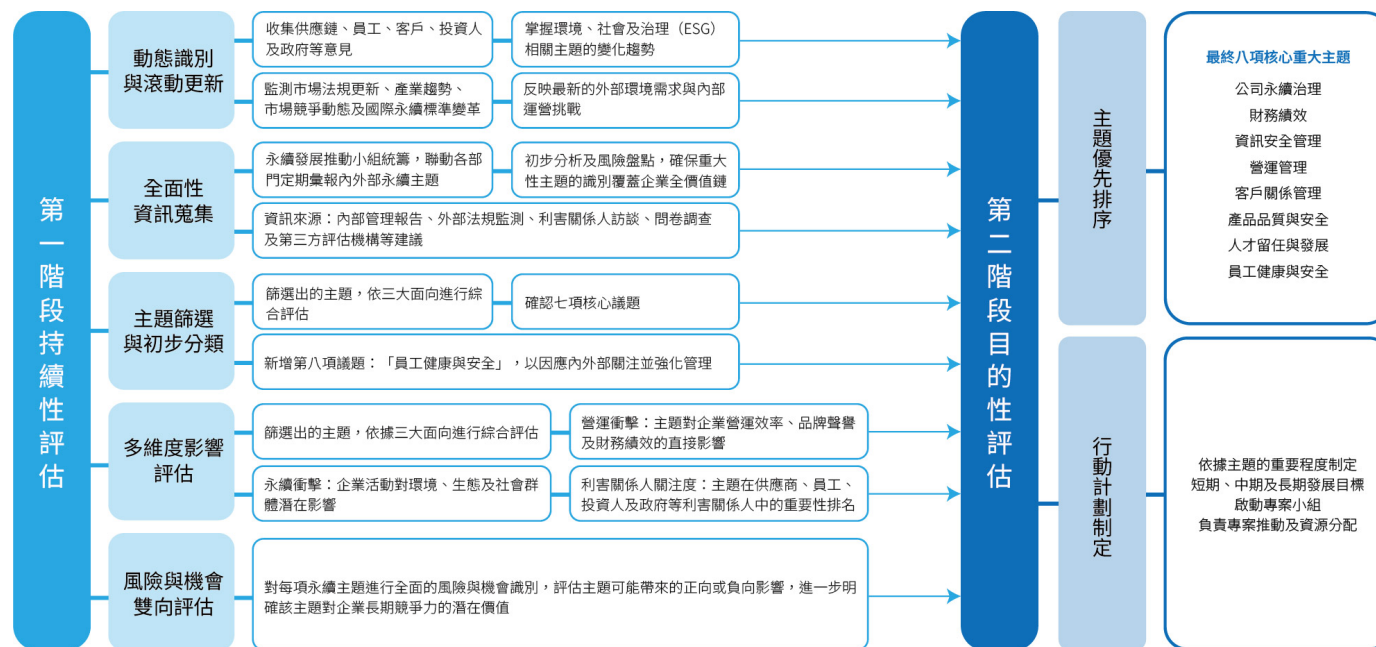 第一階段持續性評估
動態識別
與滾動更新
收集供應鏈、員工、客戶、投資人
及政府等意見
掌握環境、社會及治理（ESG）
相關主題的變化趨勢
監測市場法規更新、產業趨勢、
市場競爭動態及國際永續標準變革
反映最新的外部環境需求與內部
運營挑戰
全面性
資訊蒐集
永續發展推動小組統籌，聯動各部
門定期彙報內外部永續主題
初步分析及風險盤點，確保重大
性主題的識別覆蓋企業全價值鏈
資訊來源：內部管理報告、外部法規監測、利害關係人訪談、問卷調查
及第三方評估機構等建議
主題篩選
與初步分類
篩選出的主題，依三大面向進行綜
合評估
確認七項核心議題
新增第八項議題：「員工健康與安全」，以因應內外部關注並強化管理
多維度影響
評估
篩選出的主題，依據三大面向進行綜合評估
營運衝擊：主題對企業營運效率、品牌聲譽
及財務績效的直接影響
永續衝擊：企業活動對環境、生態及社會群
體潛在影響
利害關係人關注度：主題在供應商、員工、
投資人及政府等利害關係人中的重要性排名
風險與機會
雙向評估
對每項永續主題進行全面的風險與機會識別，評估主題可能帶來的正向或負向影響，進一步明
確該主題對企業長期競爭力的潛在價值
第二階段目的性評估
主題優先排序
最終八項核心重大主題
公司永續治理
財務績效
資訊安全管理
營運管理
客戶關係管理
產品品質與安全
人才留任與發展
員工健康與安全
行動計劃制定
依據主題的重要程度制定
短期、中期及長期發展目標
啟動專案小組
負責專案推動及資源分配